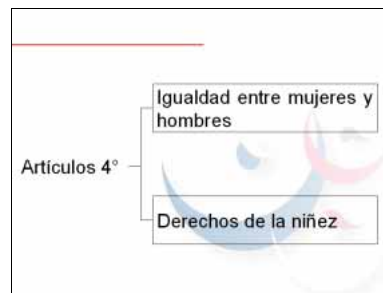 Igualdad entre mujeres y
hombres
Artículos 4°
Derechos de la niñez